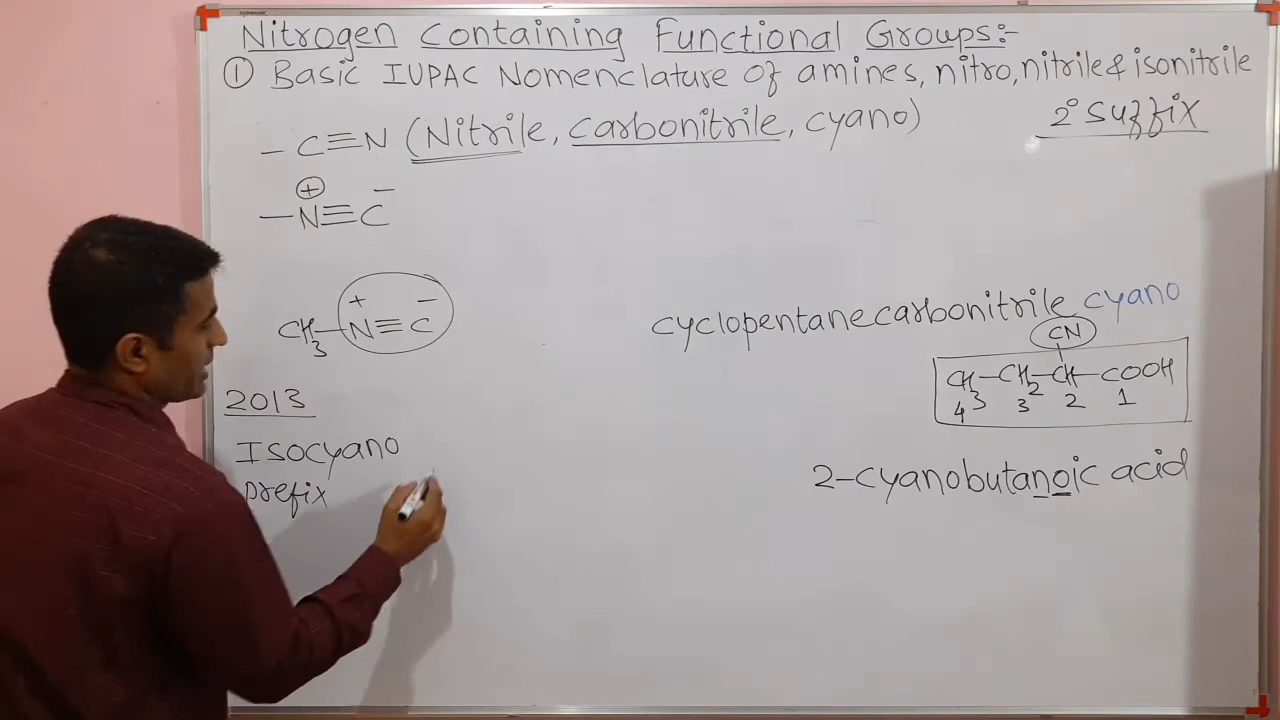 Nitrogen Containing Functional Groups:-
① Basic IUPAC Nomenclature of amines, nitro, nitrile & isonitrile
-C≡N (Nitrile, carbonitrile, cyano)
2° suffix
-N⁺≡C⁻
CH₃-N⁺≡C⁻
cyclopentanecarbonitrile cyano
CN
CH₃-CH₂-CH-COOH
4 3 2 1
2-cyanobutanoic acid
2013
Isocyano
prefix